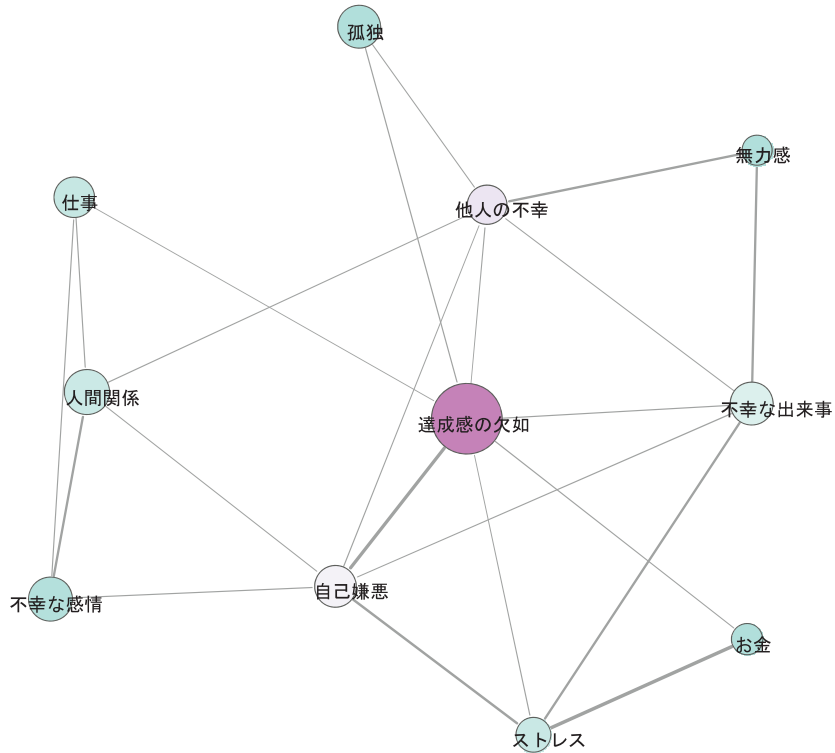 孤独
無力感
仕事
他人の不幸
人間関係
不幸な出来事
達成感の欠如
自己嫌悪
不幸な感情
お金
ストレス